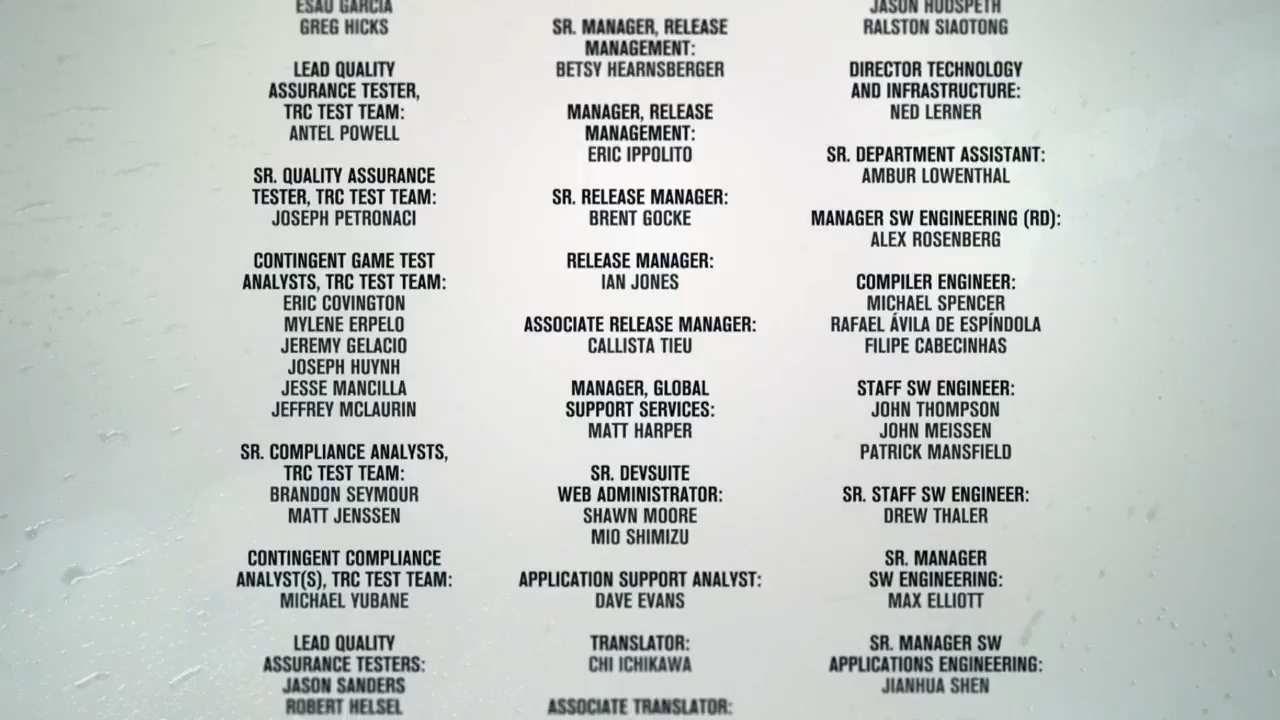 ESAU GARCIA
GREG HICKS
LEAD QUALITY
ASSURANCE TESTER,
TRC TEST TEAM:
ANTEL POWELL
SR. QUALITY ASSURANCE
TESTER, TRC TEST TEAM:
JOSEPH PETRONACI
CONTINGENT GAME TEST
ANALYSTS, TRC TEST TEAM:
ERIC COVINGTON
MYLENE ERPELO
JEREMY GELACIO
JOSEPH HUYNH
JESSE MANCILLA
JEFFREY MCLAURIN
SR. COMPLIANCE ANALYSTS,
TRC TEST TEAM:
BRANDON SEYMOUR
MATT JENSSEN
CONTINGENT COMPLIANCE
ANALYST(S), TRC TEST TEAM:
MICHAEL YUBANE
LEAD QUALITY
ASSURANCE TESTERS:
JASON SANDERS
ROBERT HELSEL
SR. MANAGER, RELEASE
MANAGEMENT:
BETSY HEARNSBERGER
MANAGER, RELEASE
MANAGEMENT:
ERIC IPPOLITO
SR. RELEASE MANAGER:
BRENT GOCKE
RELEASE MANAGER:
IAN JONES
ASSOCIATE RELEASE MANAGER:
CALLISTA TIEU
MANAGER, GLOBAL
SUPPORT SERVICES:
MATT HARPER
SR. DEVSUITE
WEB ADMINISTRATOR:
SHAWN MOORE
MIO SHIMIZU
APPLICATION SUPPORT ANALYST:
DAVE EVANS
TRANSLATOR:
CHI ICHIKAWA
ASSOCIATE TRANSLATOR:
JASON HUDSPETH
RALSTON SIAOTONG
DIRECTOR TECHNOLOGY
AND INFRASTRUCTURE:
NED LERNER
SR. DEPARTMENT ASSISTANT:
AMBUR LOWENTHAL
MANAGER SW ENGINEERING (RD):
ALEX ROSENBERG
COMPILER ENGINEER:
MICHAEL SPENCER
RAFAEL ÁVILA DE ESPÍNDOLA
FILIPE CABECINHAS
STAFF SW ENGINEER:
JOHN THOMPSON
JOHN MEISSEN
PATRICK MANSFIELD
SR. STAFF SW ENGINEER:
DREW THALER
SR. MANAGER
SW ENGINEERING:
MAX ELLIOTT
SR. MANAGER SW
APPLICATIONS ENGINEERING:
JIANHUA SHEN